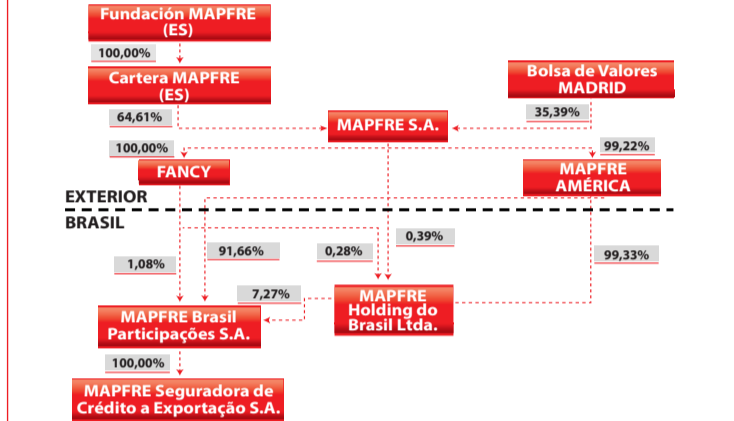 Fundación MAPFRE
(ES)
100,00%
Cartera MAPFRE
(ES)
Bolsa de Valores
MADRID
64,61%
35,39%
MAPFRE S.A.
100,00%
99,22%
FANCY
MAPFRE
AMÉRICA
EXTERIOR
BRASIL
1,08%
91,66%
0,28%
0,39%
99,33%
7,27%
MAPFRE Brasil
Participações S.A.
MAPFRE
Holding do
Brasil Ltda.
100,00%
MAPFRE Seguradora de
Crédito a Exportação S.A.